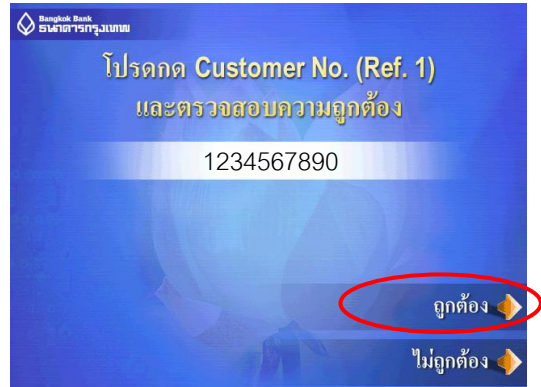 Bangkok Bank
ธนาคารกรุงเทพ
โปรดกด Customer No. (Ref. 1)
และตรวจสอบความถูกต้อง
1234567890
ถูกต้อง
ไม่ถูกต้อง